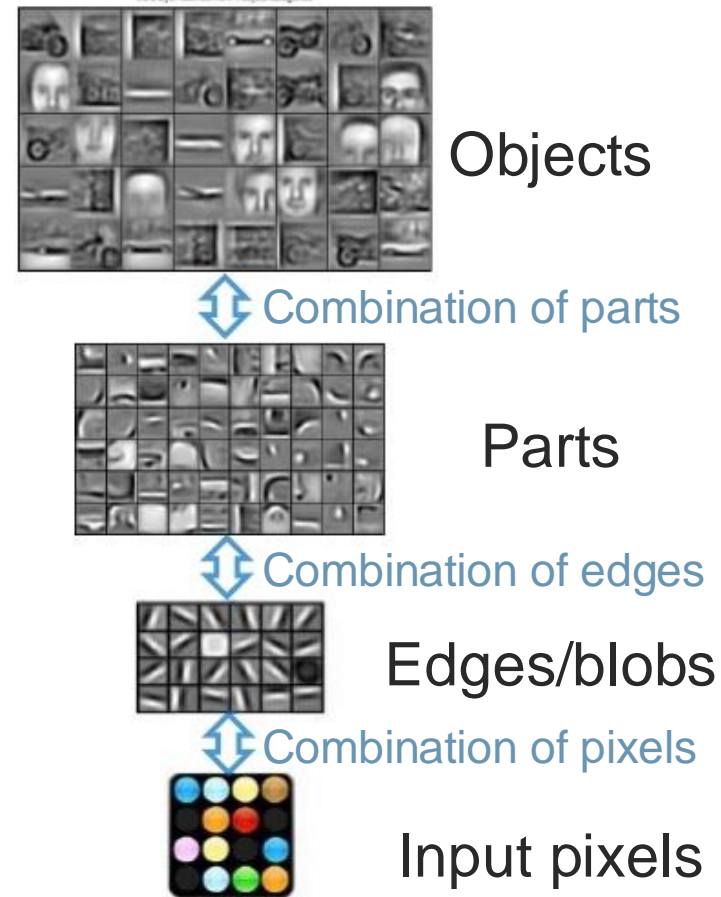 Objects
Combination of parts
Parts
Combination of edges
Edges/blobs
Combination of pixels
Input pixels